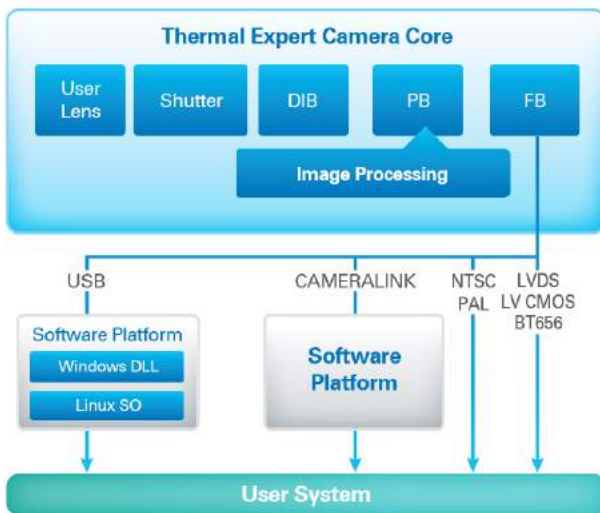 Thermal Expert Camera Core
User
Lens
Shutter
DIB
PB
FB
Image Processing
USB
CAMERALINK
NTSC
PAL
LVDS
LV CMOS
BT656
Software Platform
Windows DLL
Linux SO
Software
Platform
User System